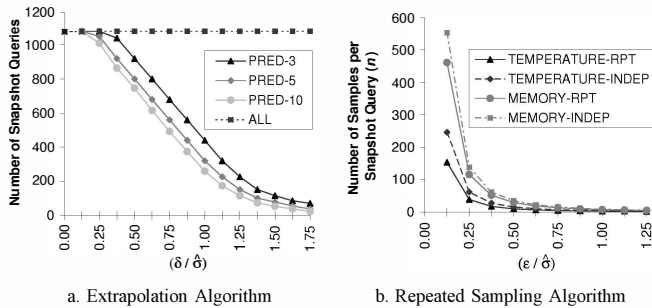 Number of Snapshot Queries
1200
1000
800
600
400
200
0
PRED-3
PRED-5
PRED-10
ALL
0.00
0.25
0.50
0.75
1.00
1.25
1.50
1.75
(δ / σ̂)
a. Extrapolation Algorithm
Number of Samples per
Snapshot Query (n)
600
500
400
300
200
100
0
TEMPERATURE-RPT
TEMPERATURE-INDEP
MEMORY-RPT
MEMORY-INDEP
0.00
0.25
0.50
0.75
1.00
1.25
(ε / σ̂)
b. Repeated Sampling Algorithm